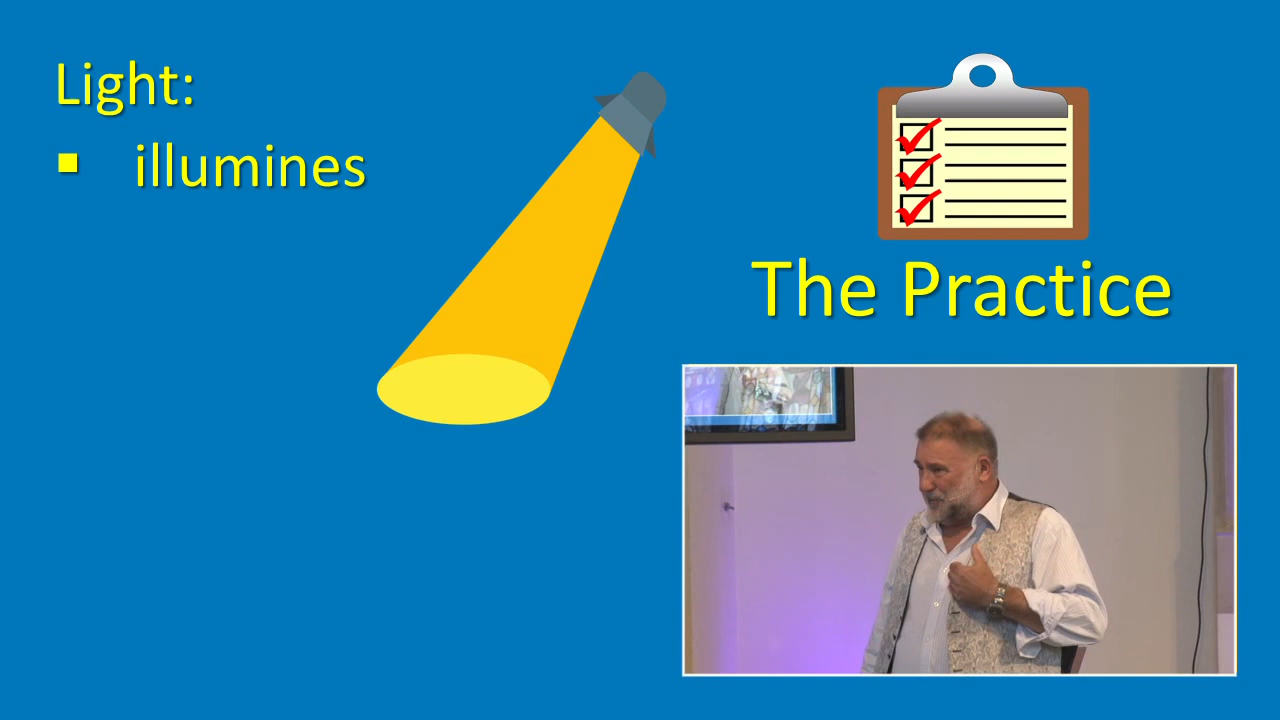 Light:
▪ illumines
The Practice